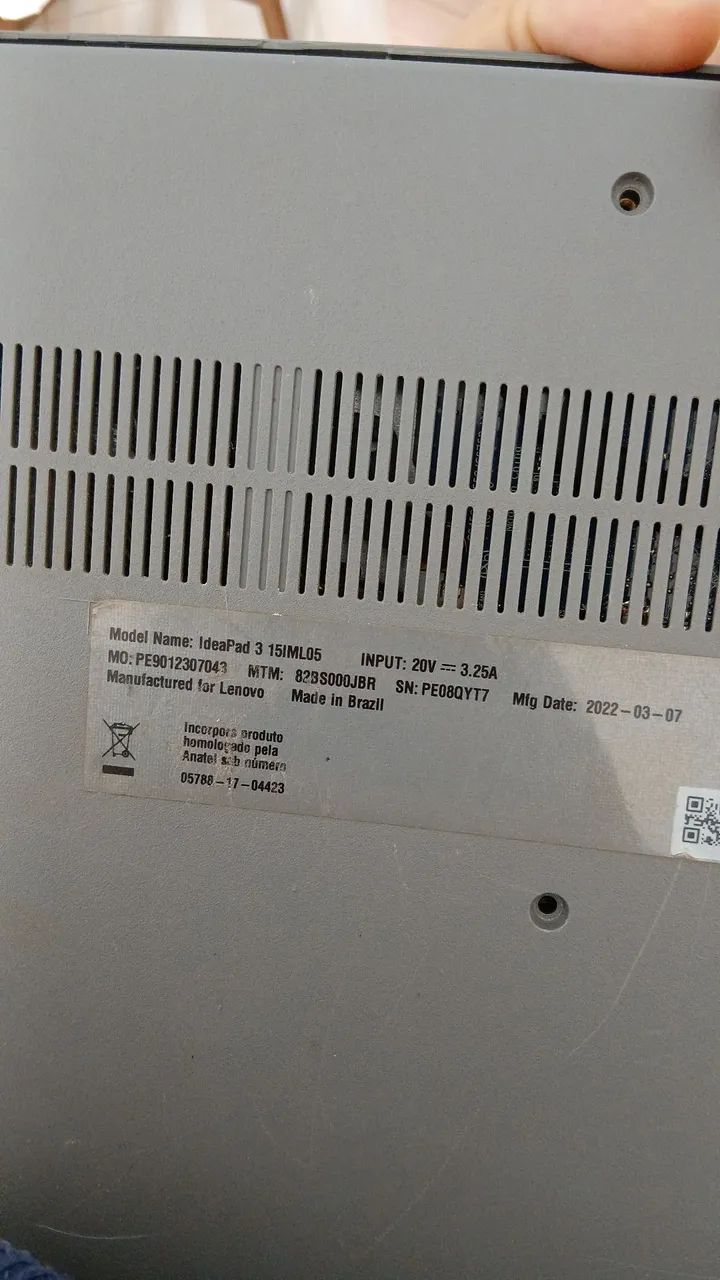 Model Name: IdeaPad 3 15IML05 INPUT: 20V 3.25A
MO: PE9012307043 MTM: 82BS000JBR SN: PE08QYT7 Mfg Date: 2022-03-07
Manufactured for Lenovo Made in Brazil
Incorpora produto
homologado pela
Anatel sob número
05788-17-04423